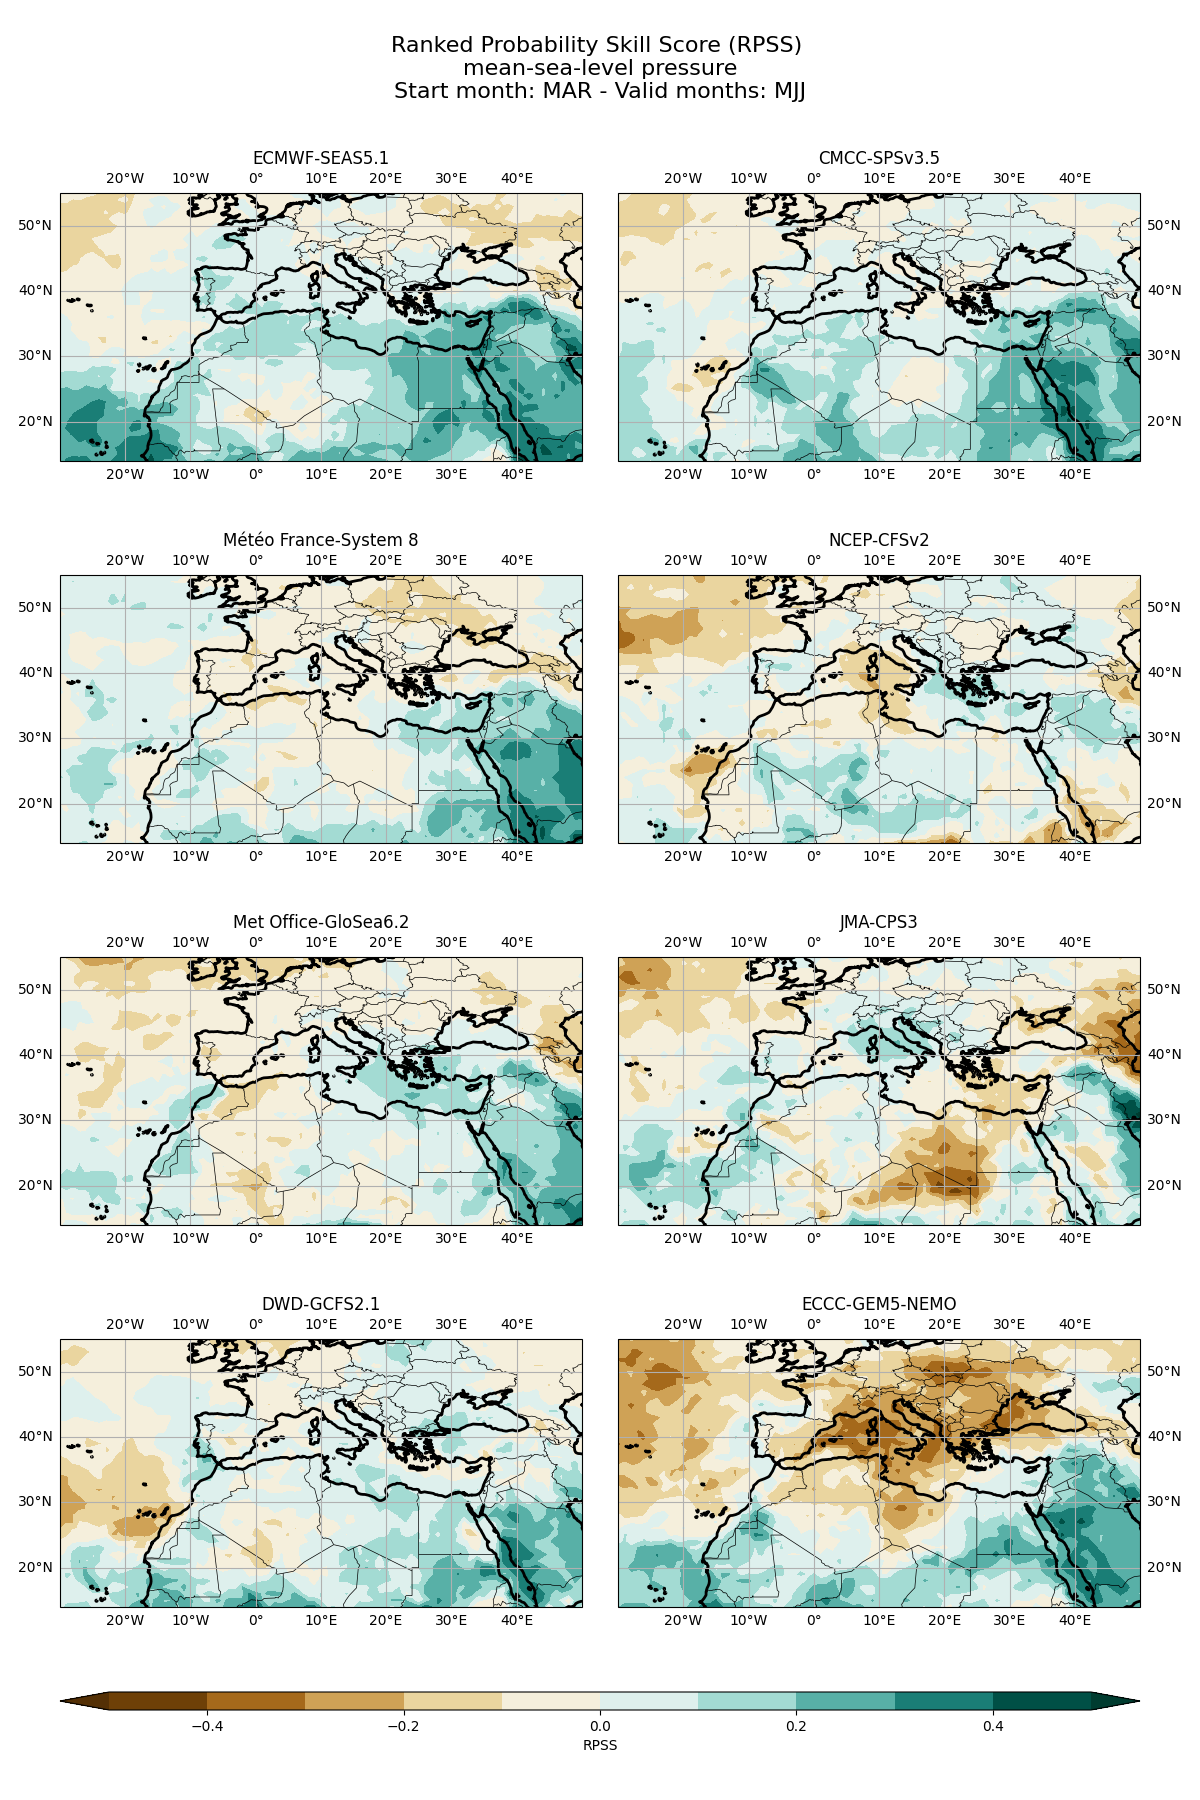 Ranked Probability Skill Score (RPSS)
mean-sea-level pressure
Start month: MAR - Valid months: MJJ
ECMWF-SEAS5.1 CMCC-SPSv3.5
20°W 10°W 0° 10°E 20°E 30°E 40°E 20°W 10°W 0° 10°E 20°E 30°E 40°E
50°N 50°N
40°N 40°N
30°N 30°N
20°N 20°N
20°W 10°W 0° 10°E 20°E 30°E 40°E 20°W 10°W 0° 10°E 20°E 30°E 40°E
Météo France-System 8 NCEP-CFSv2
20°W 10°W 0° 10°E 20°E 30°E 40°E 20°W 10°W 0° 10°E 20°E 30°E 40°E
50°N 50°N
40°N 40°N
30°N 30°N
20°N 20°N
20°W 10°W 0° 10°E 20°E 30°E 40°E 20°W 10°W 0° 10°E 20°E 30°E 40°E
Met Office-GloSea6.2 JMA-CPS3
20°W 10°W 0° 10°E 20°E 30°E 40°E 20°W 10°W 0° 10°E 20°E 30°E 40°E
50°N 50°N
40°N 40°N
30°N 30°N
20°N 20°N
20°W 10°W 0° 10°E 20°E 30°E 40°E 20°W 10°W 0° 10°E 20°E 30°E 40°E
DWD-GCFS2.1 ECCC-GEM5-NEMO
20°W 10°W 0° 10°E 20°E 30°E 40°E 20°W 10°W 0° 10°E 20°E 30°E 40°E
50°N 50°N
40°N 40°N
30°N 30°N
20°N 20°N
20°W 10°W 0° 10°E 20°E 30°E 40°E 20°W 10°W 0° 10°E 20°E 30°E 40°E
−0.4 −0.2 0.0 0.2 0.4
RPSS